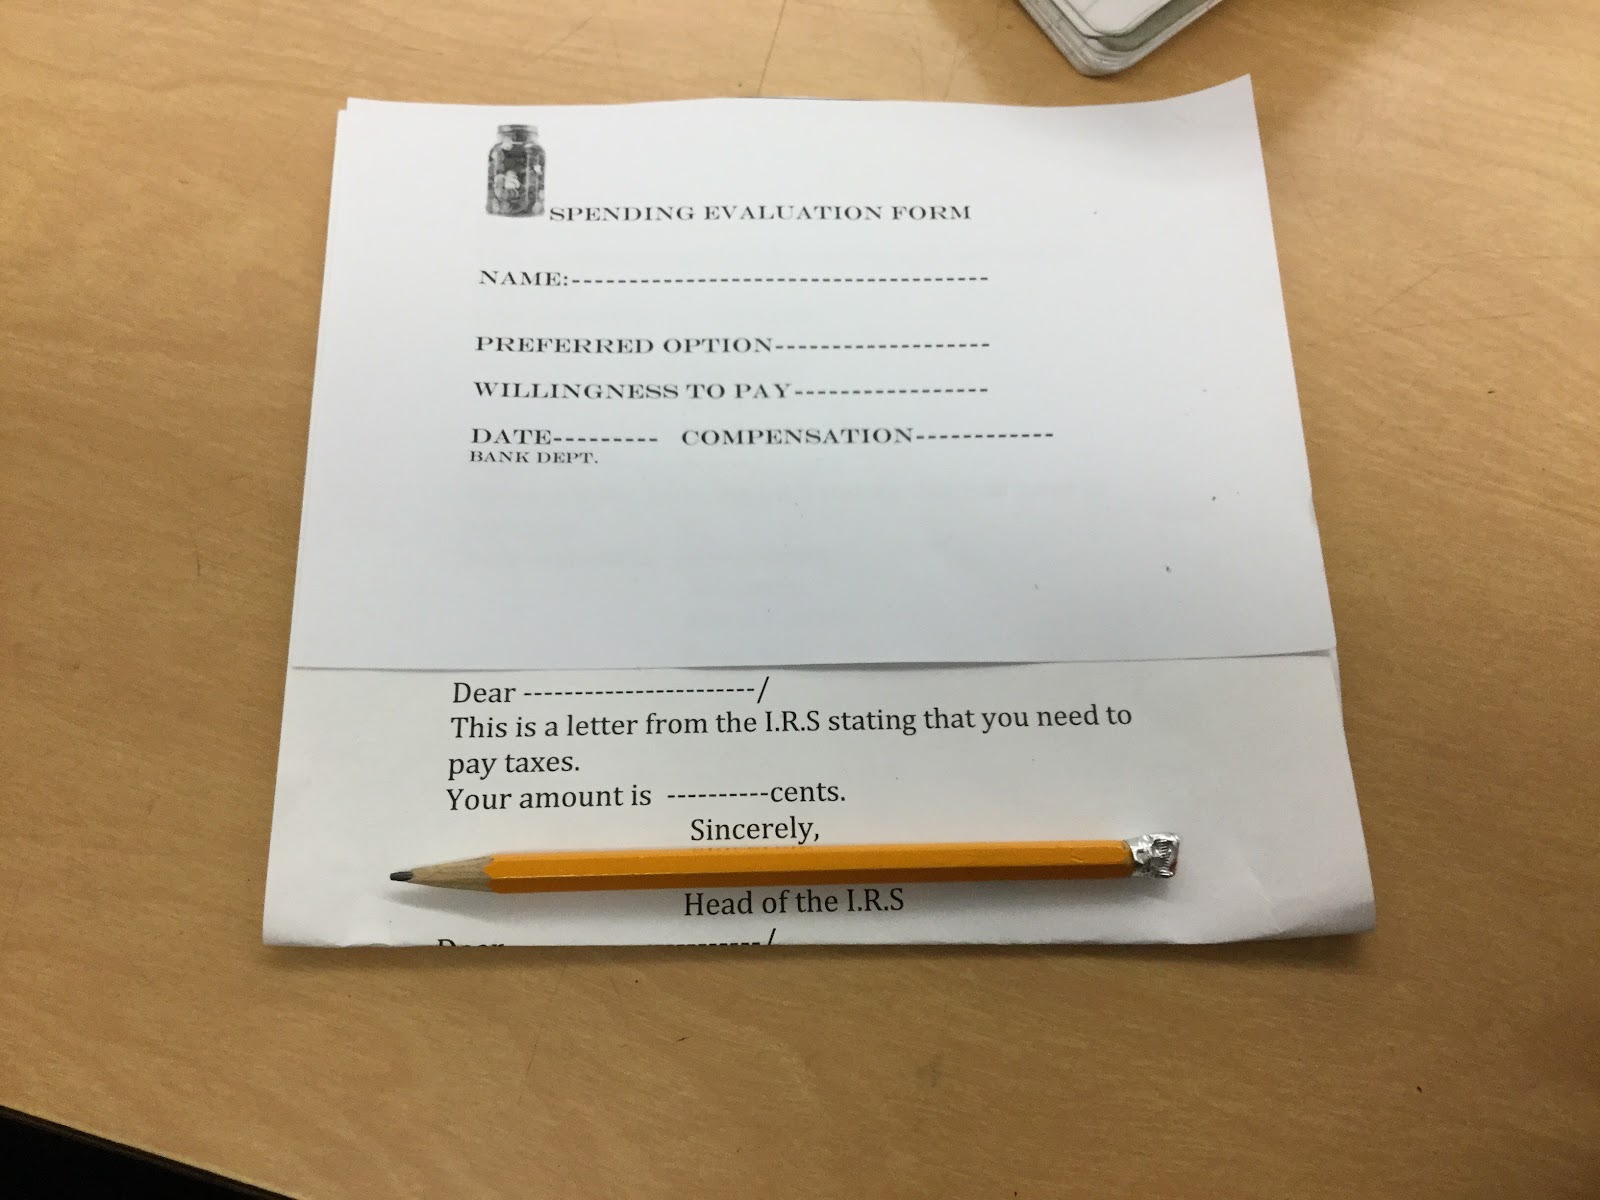 SPENDING EVALUATION FORM
NAME:------------------------------------
PREFERRED OPTION-------------------
WILLINGNESS TO PAY-----------------
DATE--------- COMPENSATION------------
BANK DEPT.
Dear -----------------------/
This is a letter from the I.R.S stating that you need to
pay taxes.
Your amount is ----------cents.
Sincerely,
Head of the I.R.S
Dear -----------------------/